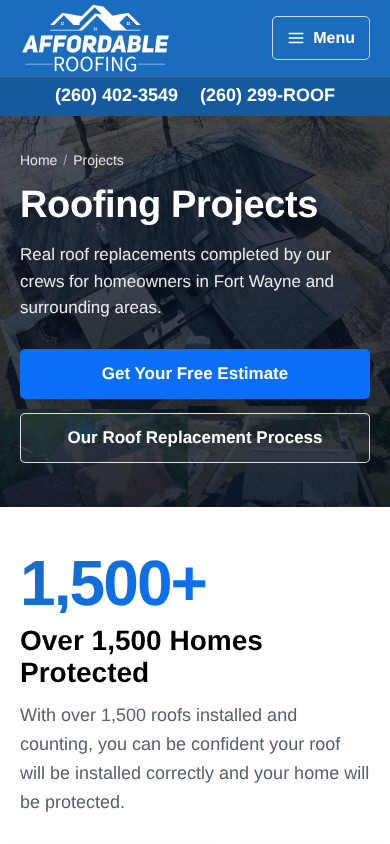 AFFORDABLE
ROOFING
Menu
(260) 402-3549 (260) 299-ROOF
Home / Projects
Roofing Projects
Real roof replacements completed by our
crews for homeowners in Fort Wayne and
surrounding areas.
Get Your Free Estimate
Our Roof Replacement Process
1,500+
Over 1,500 Homes
Protected
With over 1,500 roofs installed and
counting, you can be confident your roof
will be installed correctly and your home will
be protected.